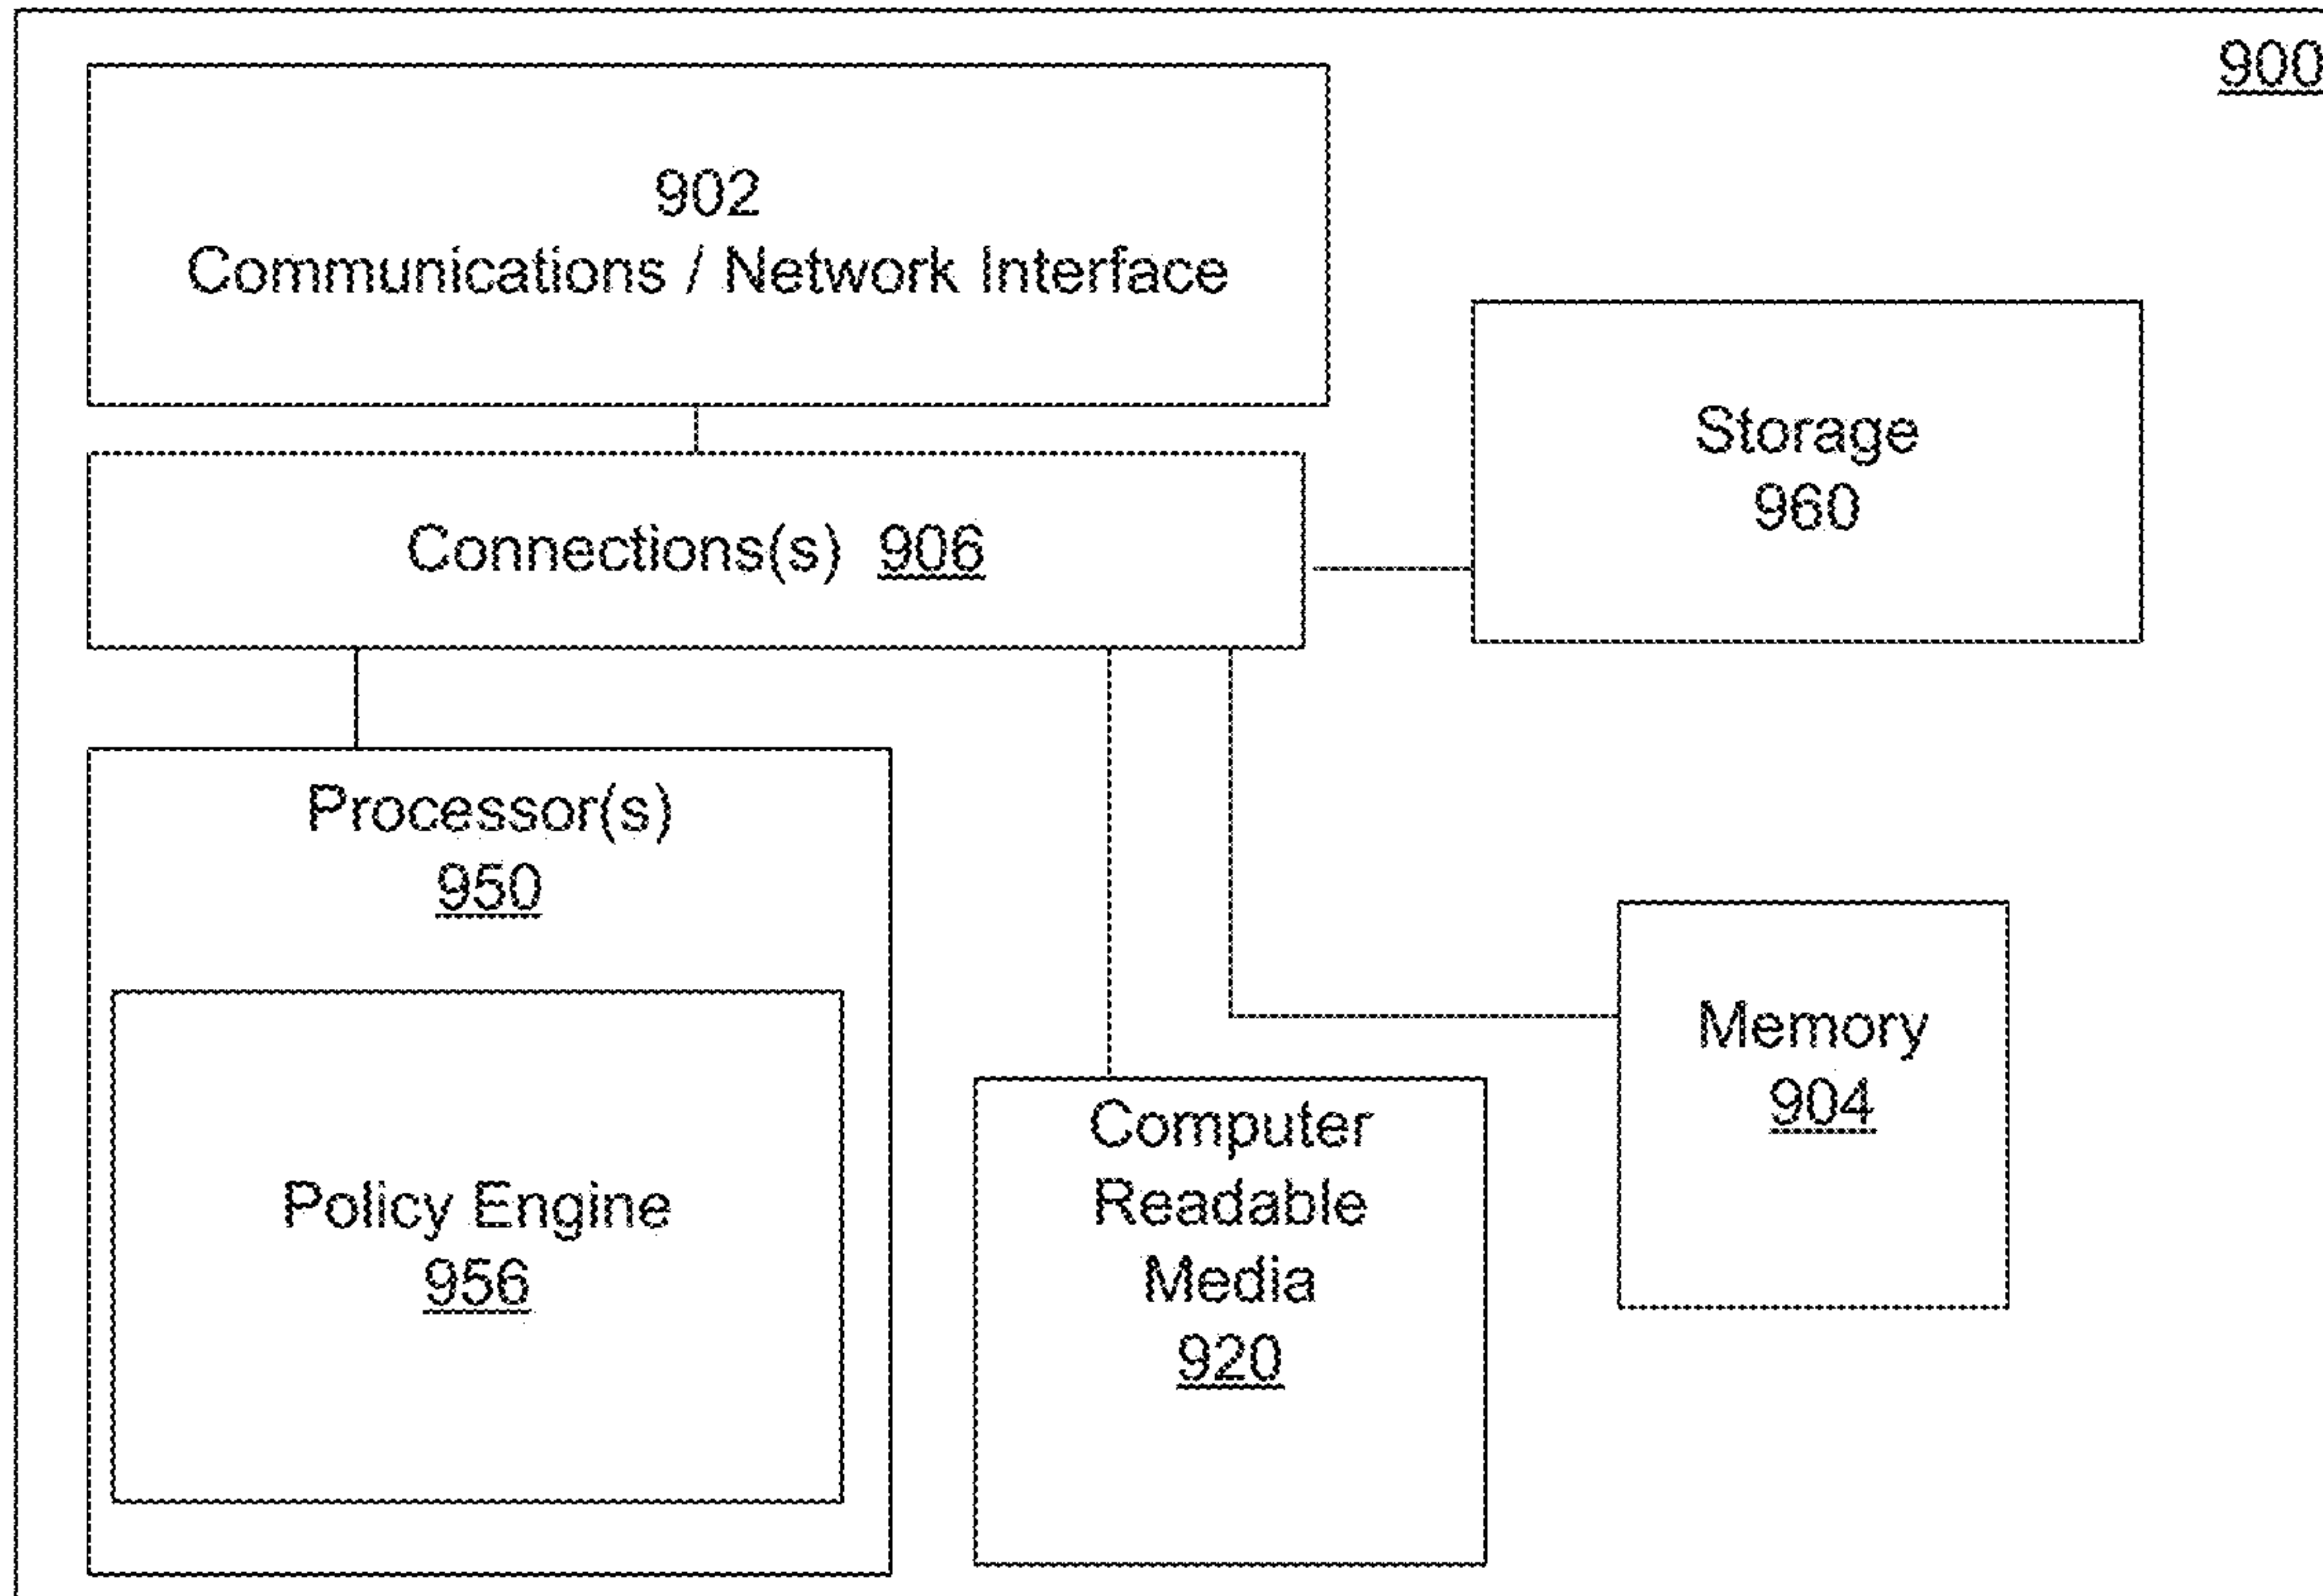 900
902
Communications / Network Interface
Storage
960
Connections(s) 906
Processor(s)
950
Policy Engine
956
Computer
Readable
Media
920
Memory
904